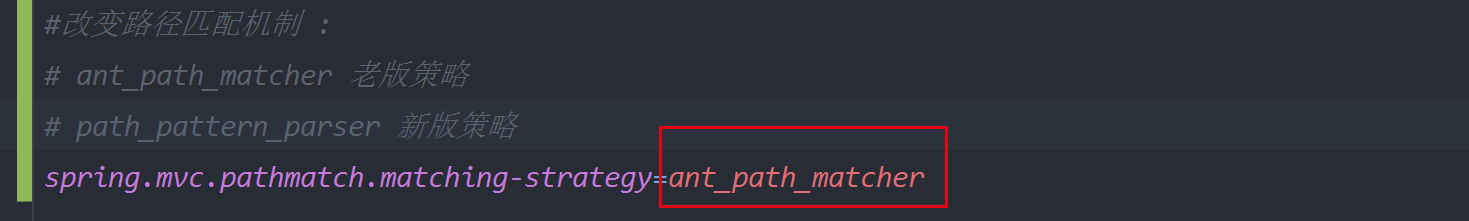 #改变路径匹配机制 :
# ant_path_matcher 老版策略
# path_pattern_parser 新版策略
spring.mvc.pathmatch.matching-strategy=ant_path_matcher